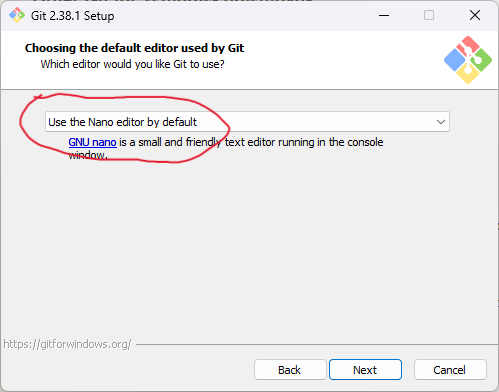 Git 2.38.1 Setup
Choosing the default editor used by Git
Which editor would you like Git to use?
Use the Nano editor by default
GNU nano is a small and friendly text editor running in the console
window.
https://gitforwindows.org/
Back
Next
Cancel